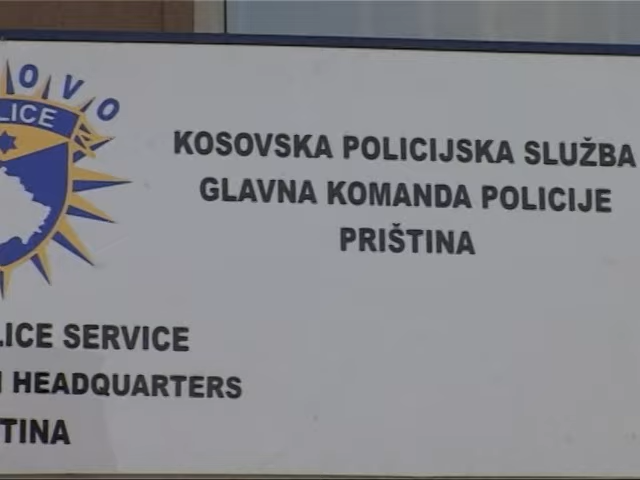 OVO
LICE
KOSOVSKA POLICIJSKA SLUŽBA
GLAVNA KOMANDA POLICIJE
PRIŠTINA
LICE SERVICE
HEADQUARTERS
TINA